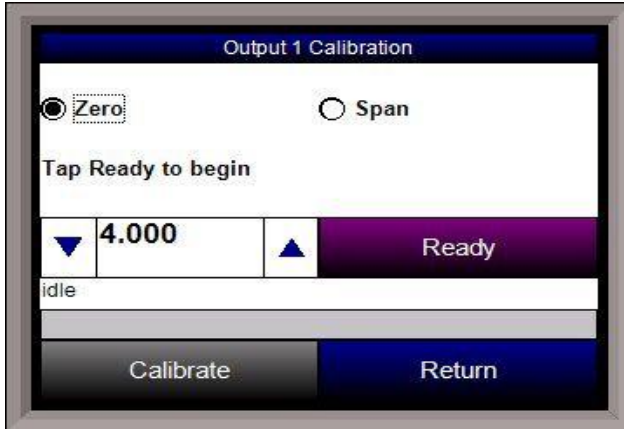 Output 1 Calibration
Zero Span
Tap Ready to begin
4.000 Ready
idle
Calibrate Return